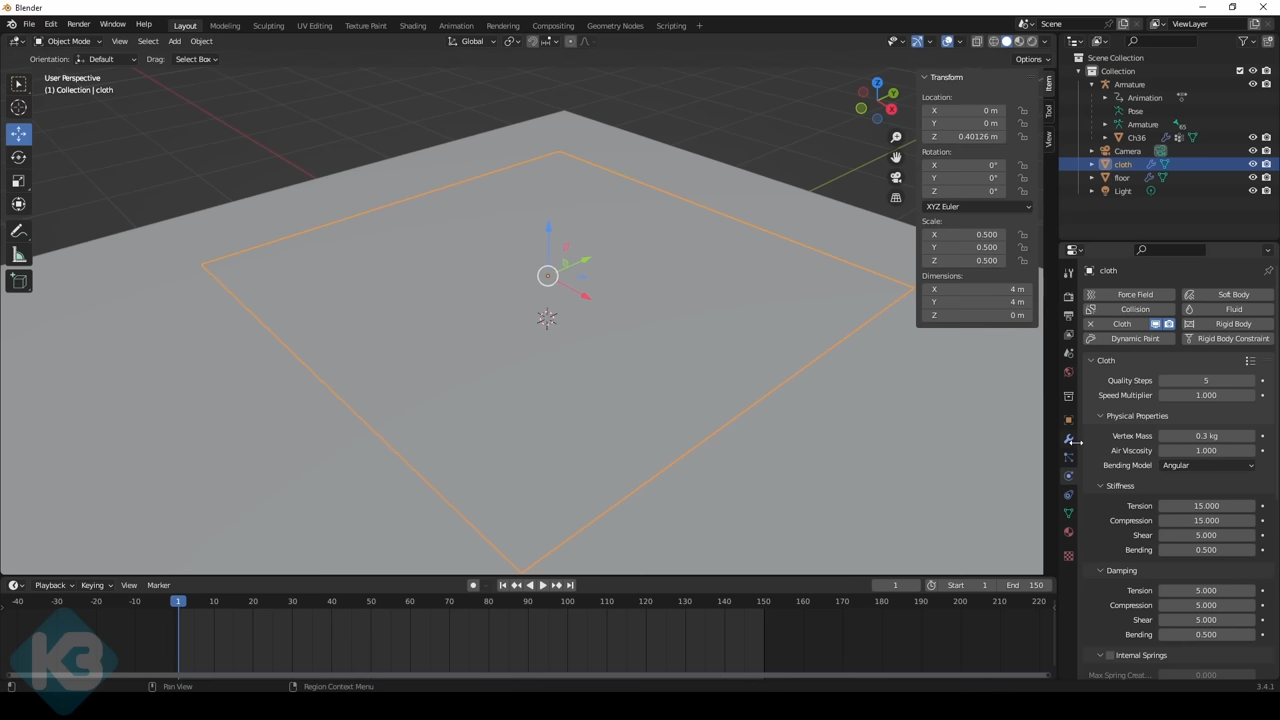 Blender
File Edit Render Window Help Layout Modeling Sculpting UV Editing Texture Paint Shading Animation Rendering Compositing Geometry Nodes Scripting Scene ViewLayer
Object Mode View Select Add Object Global
Orientation: Default Drag: Select Box Options
User Perspective
(1) Collection | cloth
Z
Y
X
Transform
Location:
X 0 m
Y 0 m
Z 0.40126 m
Rotation:
X 0°
Y 0°
Z 0°
XYZ Euler
Scale:
X 0.500
Y 0.500
Z 0.500
Dimensions:
X 4 m
Y 4 m
Z 0 m
Item
Tool
View
Scene Collection
Collection
Armature
Animation
Pose
Armature 65
Ch36
Camera
cloth
floor
Light
cloth
Force Field Soft Body
Collision Fluid
Cloth Rigid Body
Dynamic Paint Rigid Body Constraint
Cloth
Quality Steps 5
Speed Multiplier 1.000
Physical Properties
Vertex Mass 0.3 kg
Air Viscosity 1.000
Bending Model Angular
Stiffness
Tension 15.000
Compression 15.000
Shear 5.000
Bending 0.500
Damping
Tension 5.000
Compression 5.000
Shear 5.000
Bending 0.500
Internal Springs
Max Spring Creat... 0.000
Playback Keying View Marker 1 Start 1 End 150
-40 -30 -20 -10 1 10 20 30 40 50 60 70 80 90 100 110 120 130 140 150 160 170 180 190 200 210 220
K3
Pan View Region Context Menu 3.4.1